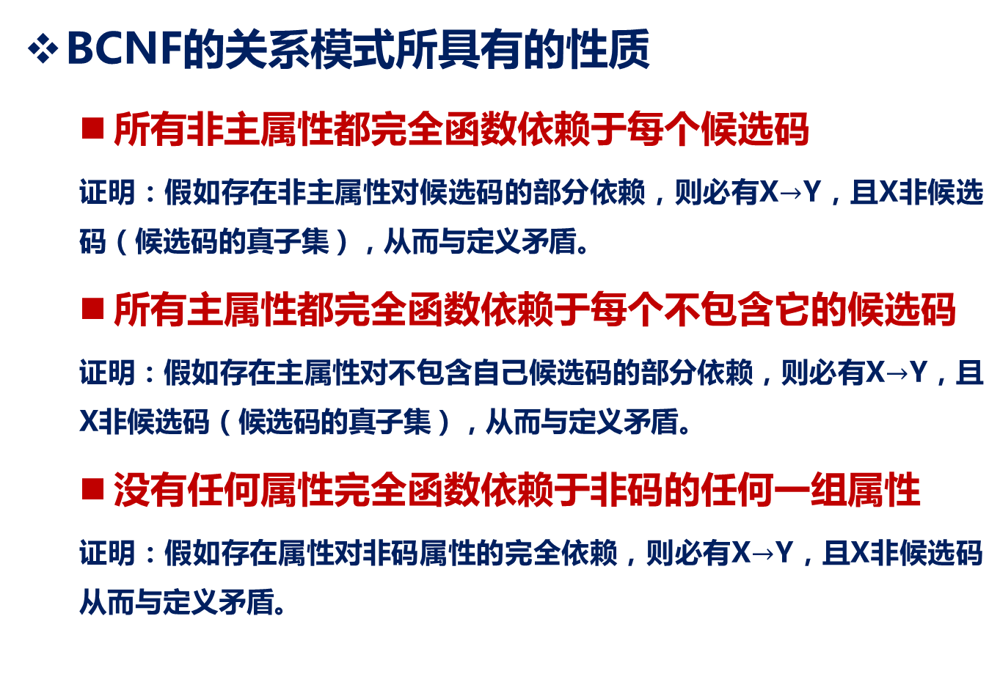 ❖BCNF的关系模式所具有的性质
■ 所有非主属性都完全函数依赖于每个候选码
证明：假如存在非主属性对候选码的部分依赖，则必有X→Y，且X非候选
码（候选码的真子集），从而与定义矛盾。
■ 所有主属性都完全函数依赖于每个不包含它的候选码
证明：假如存在主属性对不包含自己候选码的部分依赖，则必有X→Y，且
X非候选码（候选码的真子集），从而与定义矛盾。
■ 没有任何属性完全函数依赖于非码的任何一组属性
证明：假如存在属性对非码属性的完全依赖，则必有X→Y，且X非候选码
从而与定义矛盾。